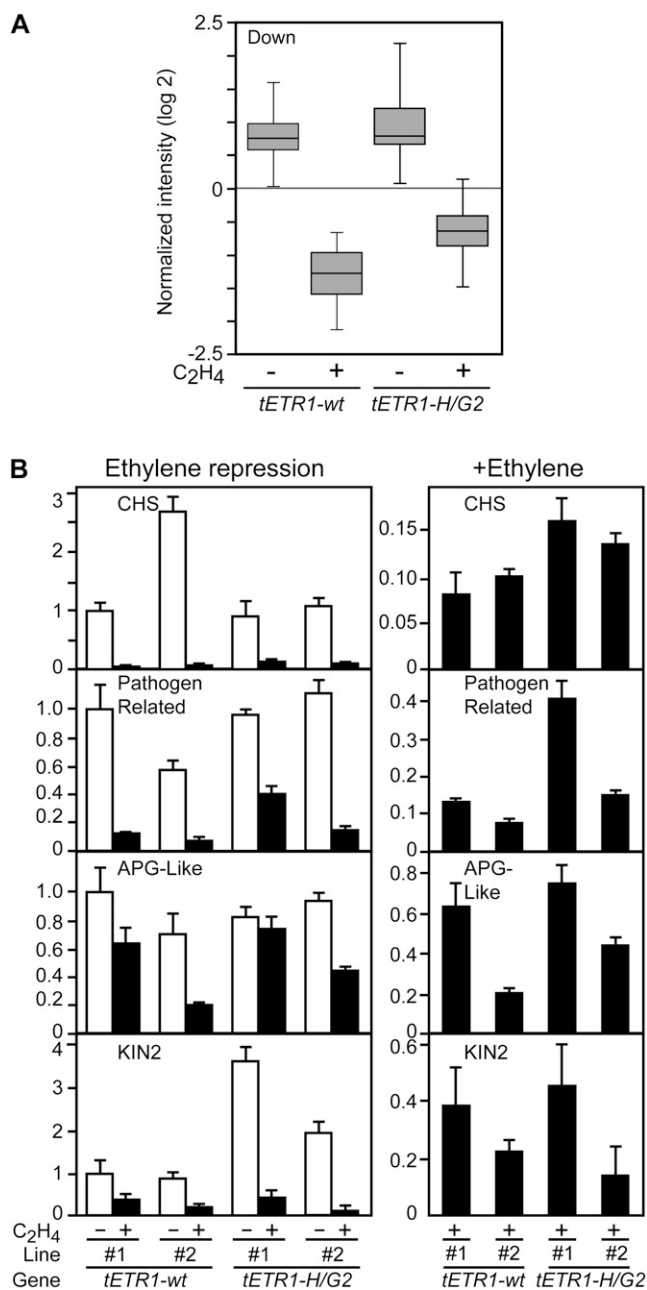 A
2.5
Down
Normalized intensity (log 2)
0
-2.5
C2H4
- + - +
tETR1-wt tETR1-H/G2
B
Ethylene repression
+Ethylene
CHS
3
2
1
0
CHS
0.15
0.10
0.05
0
Pathogen
Related
1.0
0.8
0.6
0.4
0.2
0
Pathogen
Related
0.4
0.2
0.1
0
APG-Like
1.0
0.8
0.6
0.4
0.2
0
APG-
Like
0.8
0.6
0.4
0.2
0
KIN2
4
2
1
0
KIN2
0.6
0.4
0.2
0
C2H4 – + – + – + – + + + + +
Line #1 #2 #1 #2 #1 #2 #1 #2
Gene tETR1-wt tETR1-H/G2 tETR1-wt tETR1-H/G2